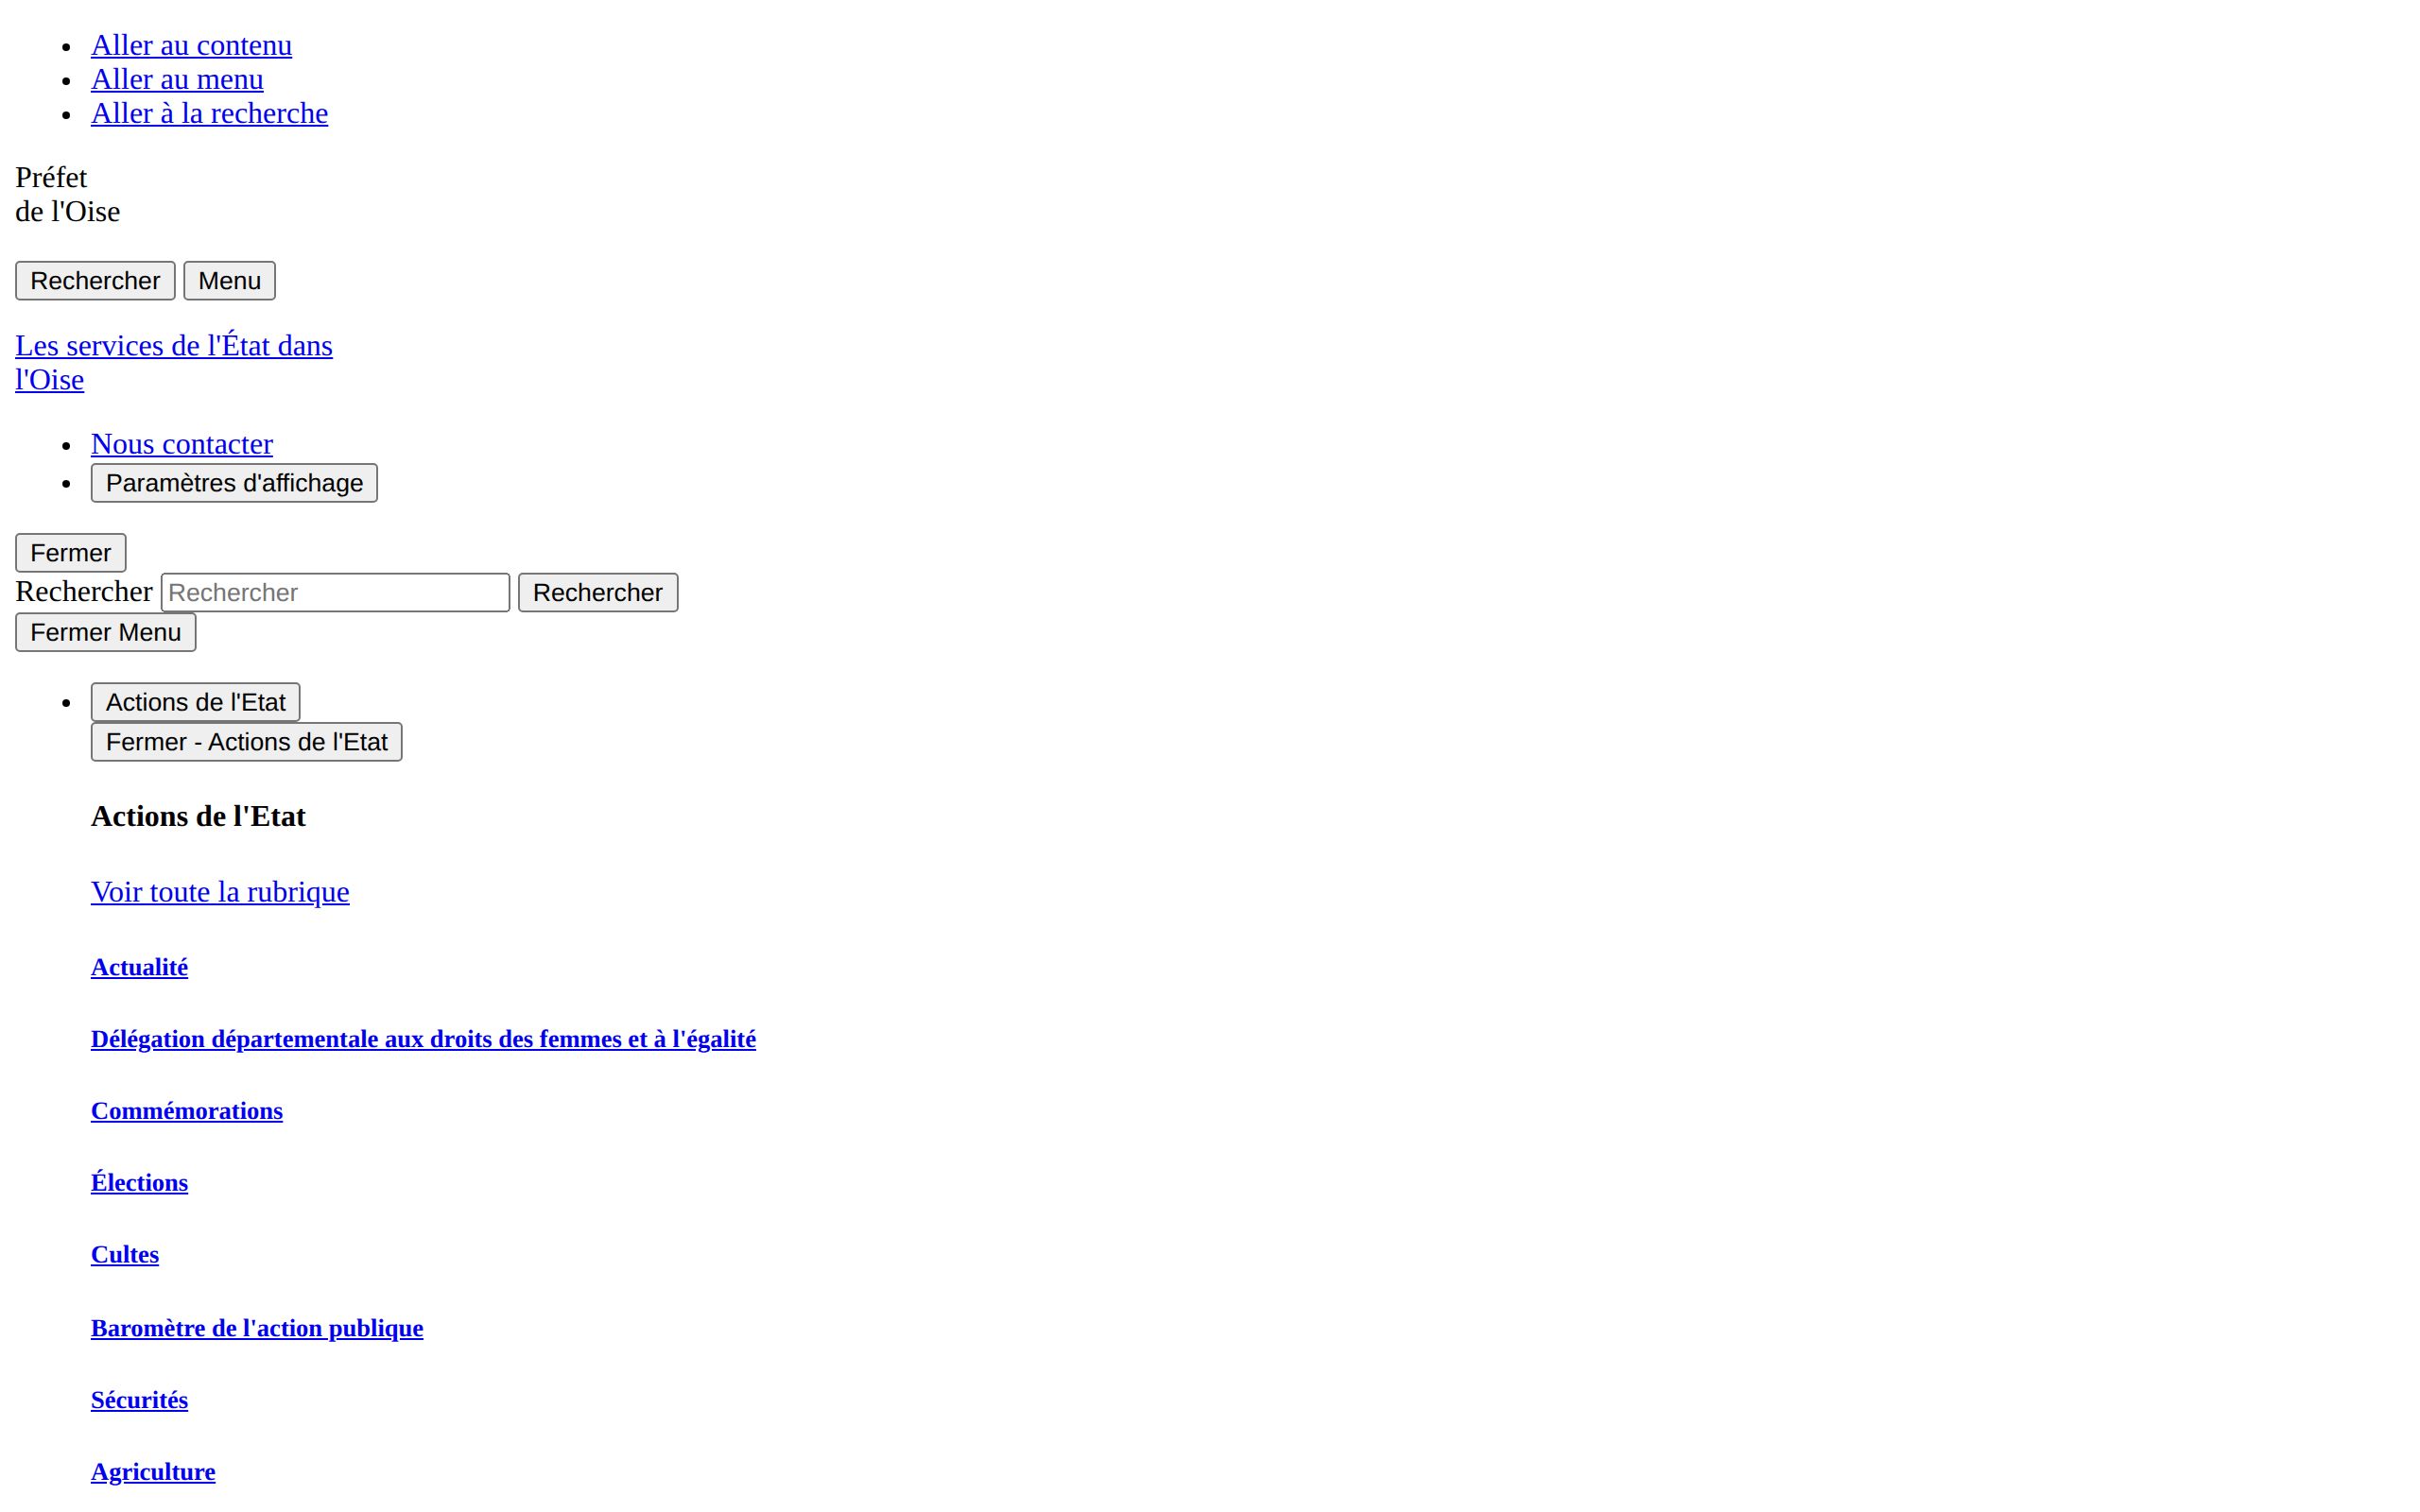 Aller au contenu
Aller au menu
Aller à la recherche
Préfet
de l'Oise
Rechercher Menu
Les services de l'État dans
l'Oise
Nous contacter
Paramètres d'affichage
Fermer
Rechercher Rechercher Rechercher
Fermer Menu
Actions de l'Etat
Fermer - Actions de l'Etat
Actions de l'Etat
Voir toute la rubrique
Actualité
Délégation départementale aux droits des femmes et à l'égalité
Commémorations
Élections
Cultes
Baromètre de l'action publique
Sécurités
Agriculture